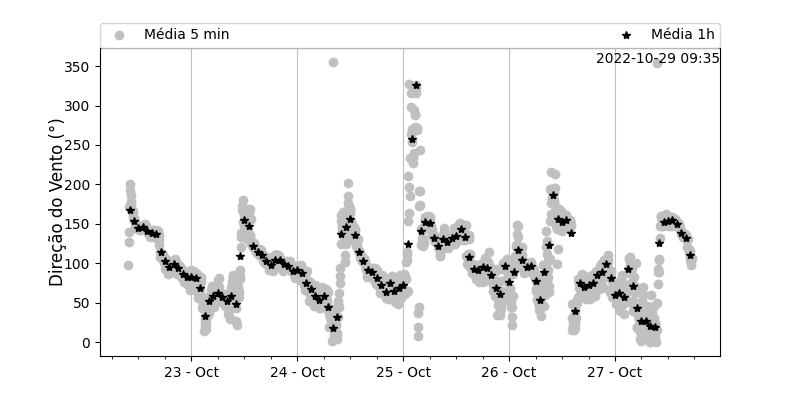 Média 5 min
Média 1h
2022-10-29 09:35
Direção do Vento (°)
350
300
250
200
150
100
50
0
23 - Oct
24 - Oct
25 - Oct
26 - Oct
27 - Oct